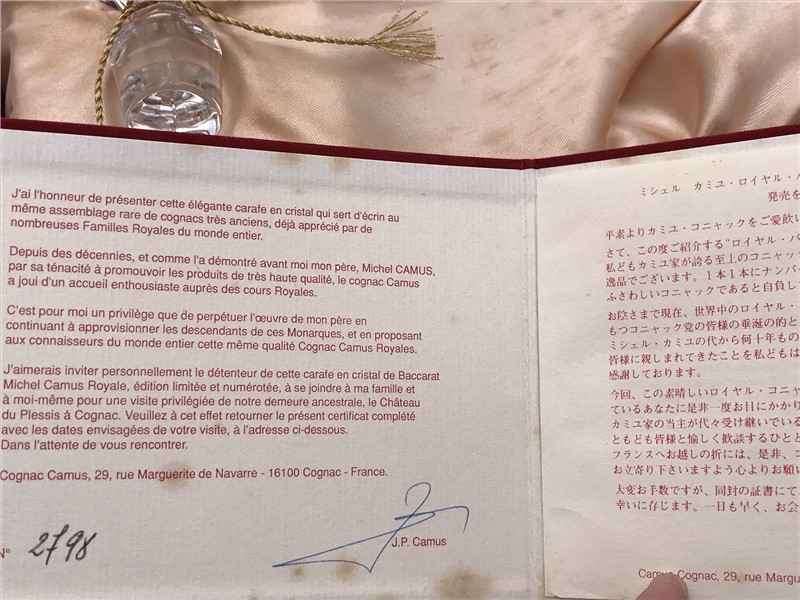 J'ai l'honneur de présenter cette élégante carafe en cristal qui sert d'écrin au
même assemblage rare de cognacs très anciens, déjà apprécié par de
nombreuses Familles Royales du monde entier.
Depuis des décennies, et comme l'a démontré avant moi mon père, Michel CAMUS,
par sa ténacité à promouvoir les produits de très haute qualité, le cognac Camus
a joui d'un accueil enthousiaste auprès des cours Royales.
C'est pour moi un privilège que de perpétuer l'œuvre de mon père en
continuant à approvisionner les descendants de ces Monarques, et en proposant
aux connaisseurs du monde entier cette même qualité Cognac Camus Royales.
J'aimerais inviter personnellement le détenteur de cette carafe en cristal de Baccarat
Michel Camus Royale, édition limitée et numérotée, à se joindre à ma famille et
à moi-même pour une visite privilégiée de notre demeure ancestrale, le Château
du Plessis à Cognac. Veuillez à cet effet retourner le présent certificat complété
avec les dates envisagées de votre visite, à l'adresse ci-dessous.
Dans l'attente de vous rencontrer.
Cognac Camus, 29, rue Marguerite de Navarre - 16100 Cognac - France.
N° 2798
J.P. Camus
ミシェル カミユ・ロイヤル・
発売を
平素よりカミユ・コニャックをご愛飲い
さて、この度ご紹介する"ロイヤル・バ
私どもカミユ家が誇る至上のコニャッ
逸品でございます。1本1本にナンバ
ふさわしいコニャックであると自負し
お陰さまで現在、世界中のロイヤル・
もつコニャック党の皆様の垂涎の的と
ミシェル・カミユの代から何十年もの
皆様に親しまれてきたことを私どもは
感謝しております。
今回、この素晴しいロイヤル・コニャ
ているあなたに是非一度お目にかかり
カミユ家の当主が代々受け継いでいる
ともども皆様と愉しく歓談するひとと
フランスへお越しの折には、是非、コ
お立寄り下さいますよう心よりお願い
大変お手数ですが、同封の証書にて
幸いに存じます。一日も早く、お会
Camus Cognac, 29, rue Margu